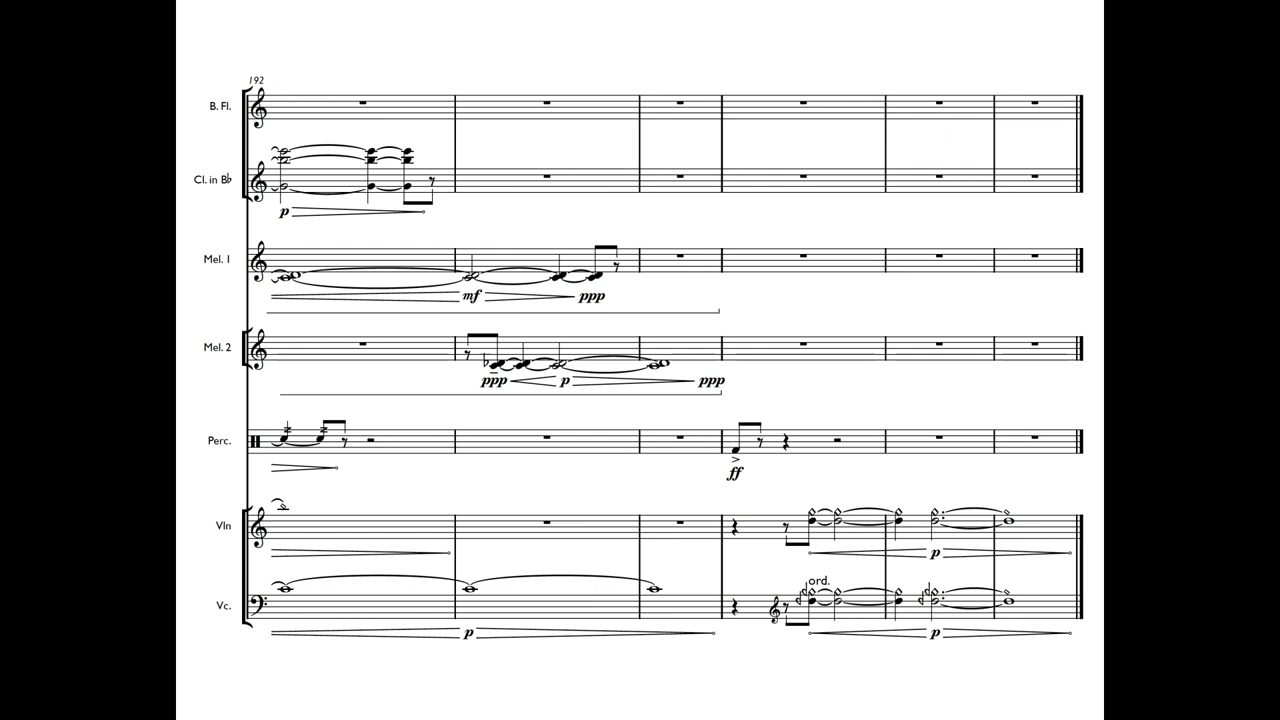 192
B. Fl.
Cl. in B♭
p
Mel. 1
mf ppp
Mel. 2
ppp p ppp
Perc.
ff
Vln
p
ord.
Vc.
p p